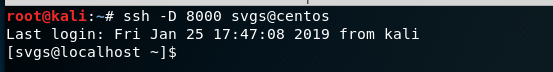 root@kali:~# ssh -D 8000 svgs@centos
Last login: Fri Jan 25 17:47:08 2019 from kali
[svgs@localhost ~]$